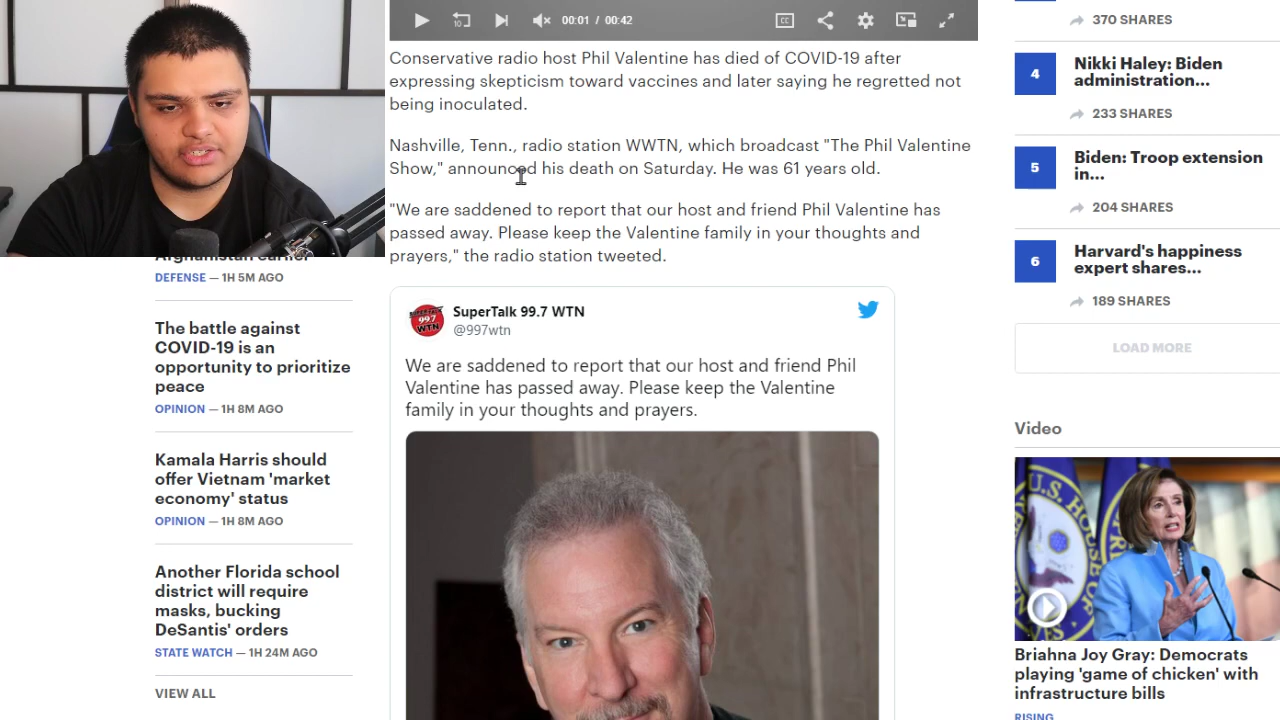 00:01 / 00:42
CC
10
Conservative radio host Phil Valentine has died of COVID-19 after
expressing skepticism toward vaccines and later saying he regretted not
being inoculated.
Nashville, Tenn., radio station WWTN, which broadcast "The Phil Valentine
Show," announced his death on Saturday. He was 61 years old.
"We are saddened to report that our host and friend Phil Valentine has
passed away. Please keep the Valentine family in your thoughts and
prayers," the radio station tweeted.
SuperTalk 99.7 WTN
@997wtn
We are saddened to report that our host and friend Phil
Valentine has passed away. Please keep the Valentine
family in your thoughts and prayers.
DEFENSE — 1H 5M AGO
The battle against
COVID-19 is an
opportunity to prioritize
peace
OPINION — 1H 8M AGO
Kamala Harris should
offer Vietnam 'market
economy' status
OPINION — 1H 8M AGO
Another Florida school
district will require
masks, bucking
DeSantis' orders
STATE WATCH — 1H 24M AGO
VIEW ALL
370 SHARES
4
Nikki Haley: Biden
administration...
233 SHARES
5
Biden: Troop extension
in...
204 SHARES
6
Harvard's happiness
expert shares...
189 SHARES
LOAD MORE
Video
U.S. HOUSE
Briahna Joy Gray: Democrats
playing 'game of chicken' with
infrastructure bills
RISING